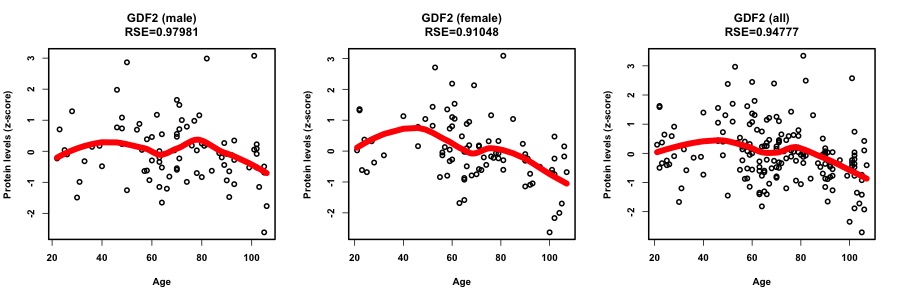 GDF2 (male)
RSE=0.97981
Protein levels (z-score)
3
2
1
0
-1
-2
20 40 60 80 100
Age
GDF2 (female)
RSE=0.91048
Protein levels (z-score)
3
2
1
0
-1
-2
20 40 60 80 100
Age
GDF2 (all)
RSE=0.94777
Protein levels (z-score)
3
2
1
0
-1
-2
20 40 60 80 100
Age